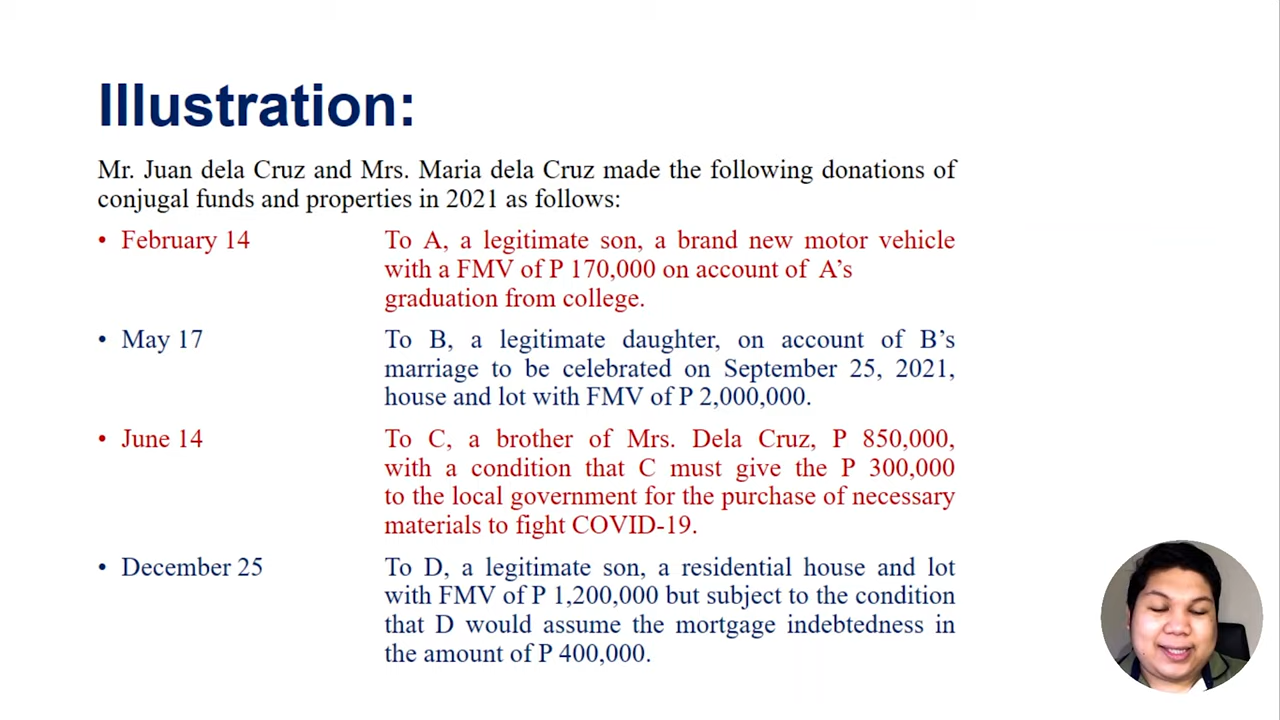 Illustration:
Mr. Juan dela Cruz and Mrs. Maria dela Cruz made the following donations of
conjugal funds and properties in 2021 as follows:
• February 14 To A, a legitimate son, a brand new motor vehicle
with a FMV of P 170,000 on account of A’s
graduation from college.
• May 17 To B, a legitimate daughter, on account of B’s
marriage to be celebrated on September 25, 2021,
house and lot with FMV of P 2,000,000.
• June 14 To C, a brother of Mrs. Dela Cruz, P 850,000,
with a condition that C must give the P 300,000
to the local government for the purchase of necessary
materials to fight COVID-19.
• December 25 To D, a legitimate son, a residential house and lot
with FMV of P 1,200,000 but subject to the condition
that D would assume the mortgage indebtedness in
the amount of P 400,000.